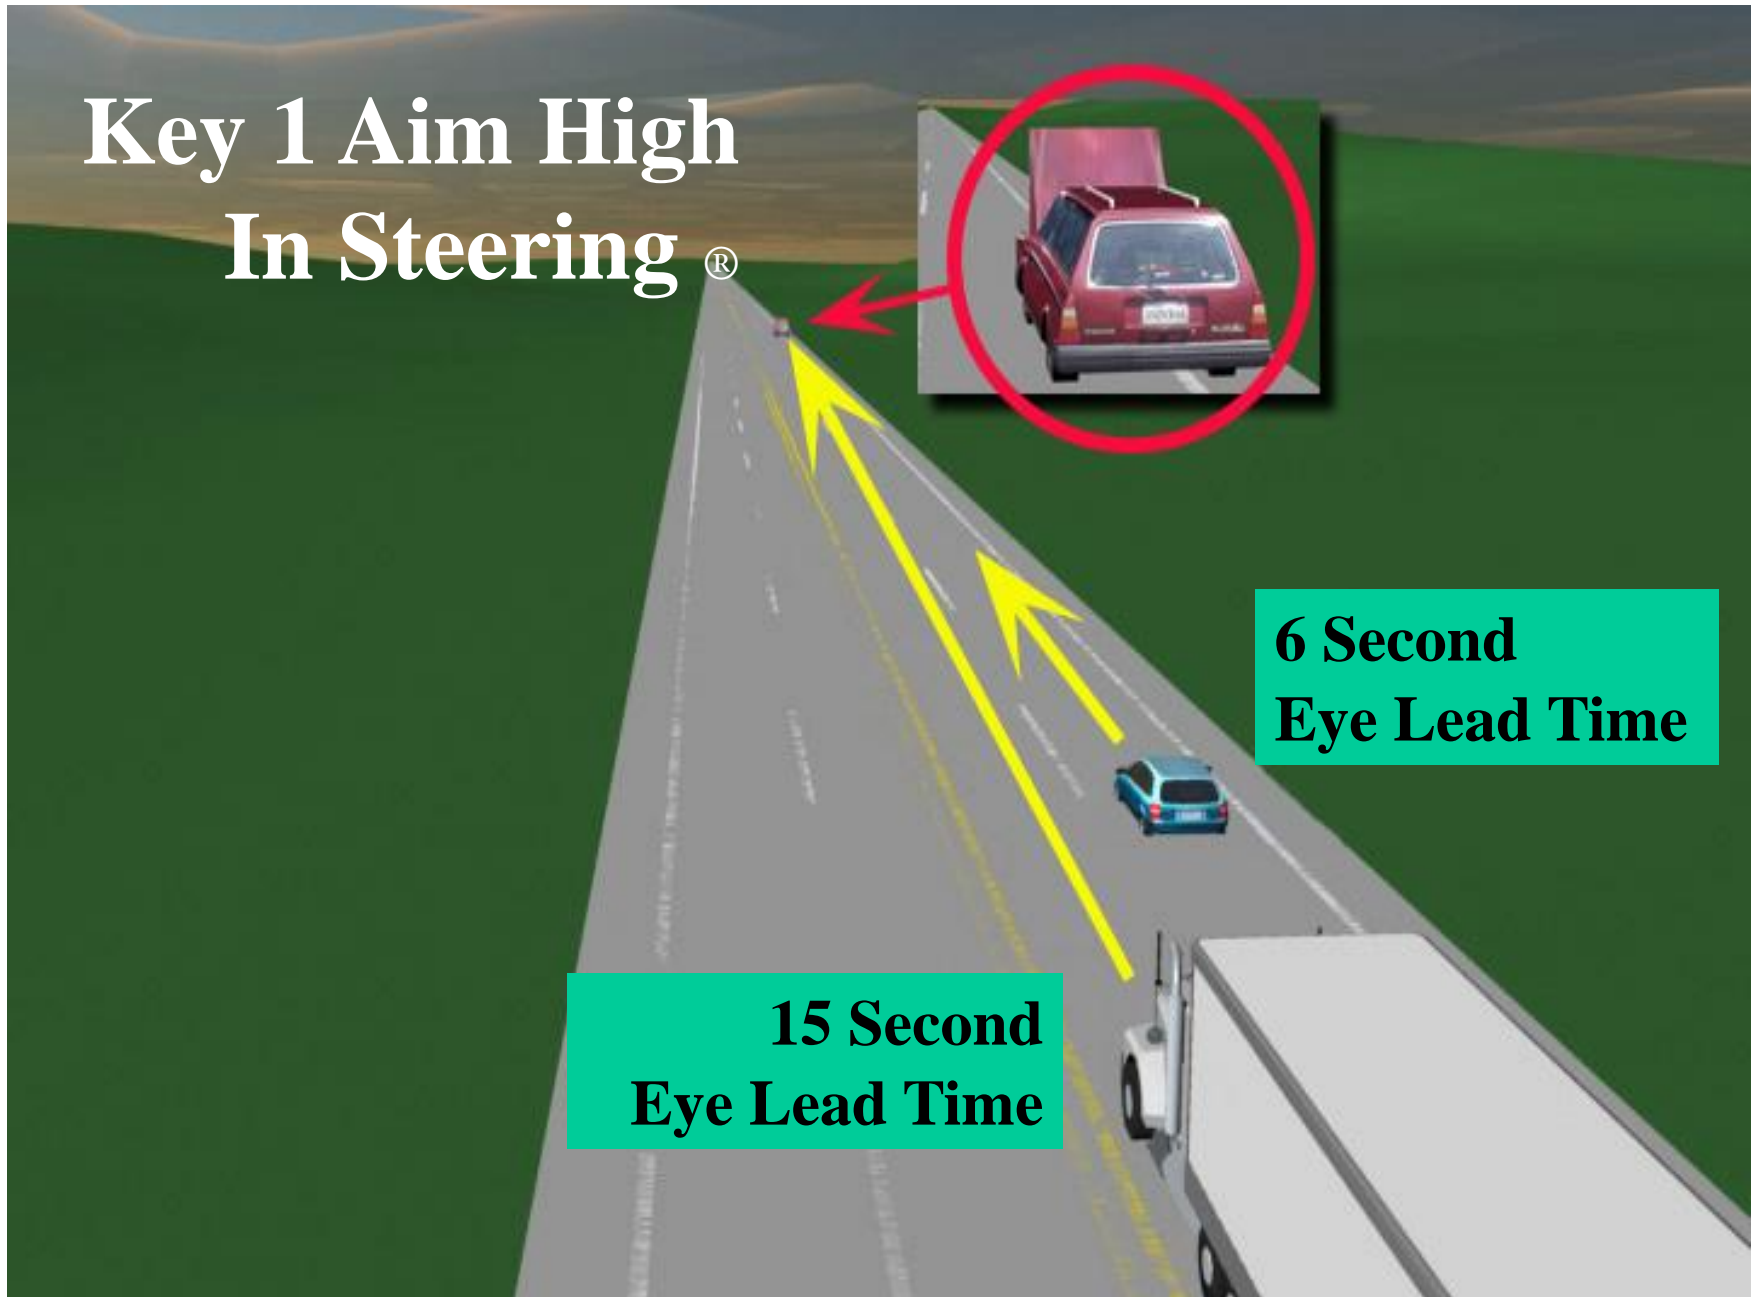 Key 1 Aim High
In Steering ®
6 Second
Eye Lead Time
15 Second
Eye Lead Time